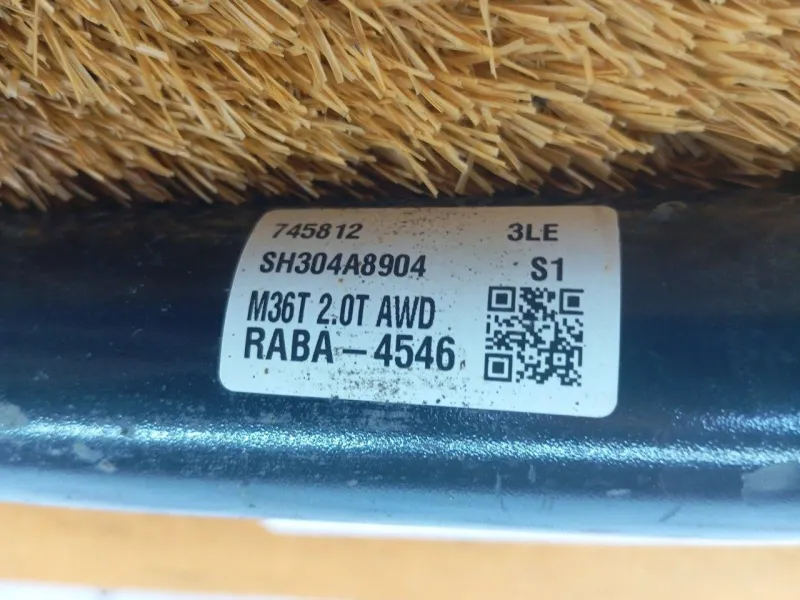 745812 3LE
SH304A8904 S1
M36T 2.0T AWD
RABA-4546